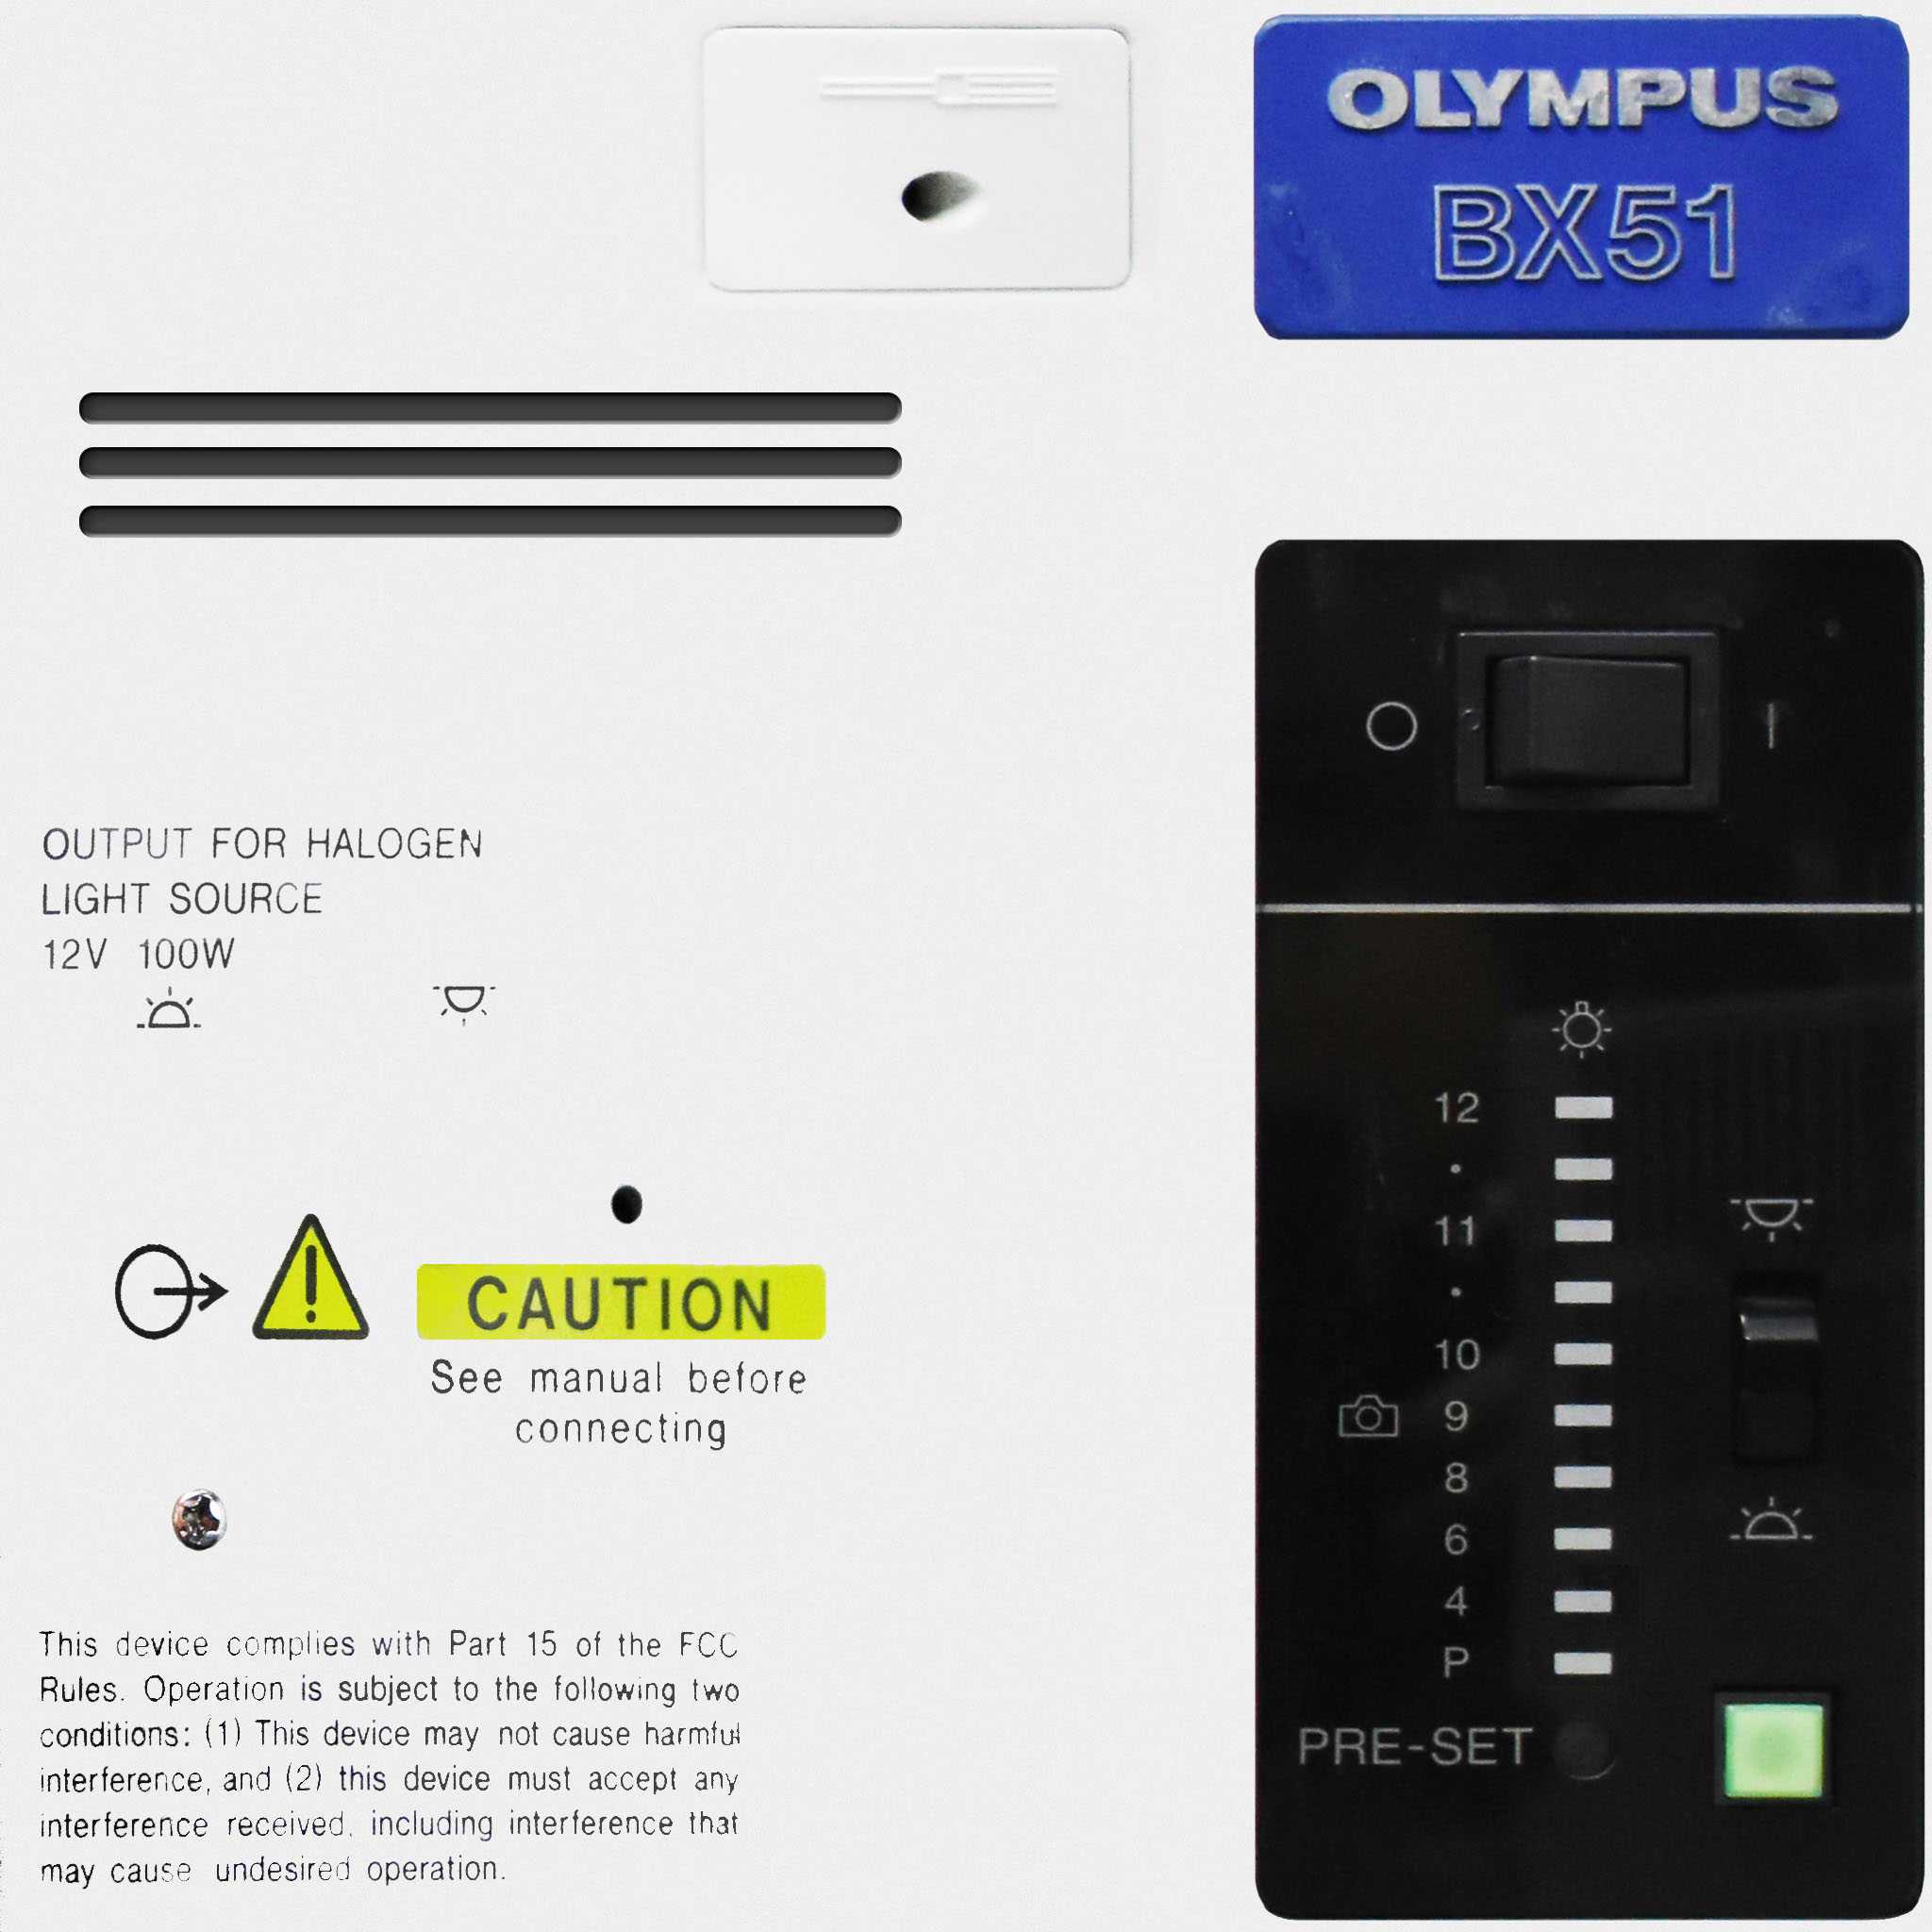 OLYMPUS
BX51
OUTPUT FOR HALOGEN
LIGHT SOURCE
12V 100W
CAUTION
See manual before
connecting
This device complies with Part 15 of the FCC
Rules. Operation is subject to the following two
conditions: (1) This device may not cause harmful
interference, and (2) this device must accept any
interference received, including interference that
may cause undesired operation.
12
·
11
·
10
9
8
6
4
P
PRE-SET